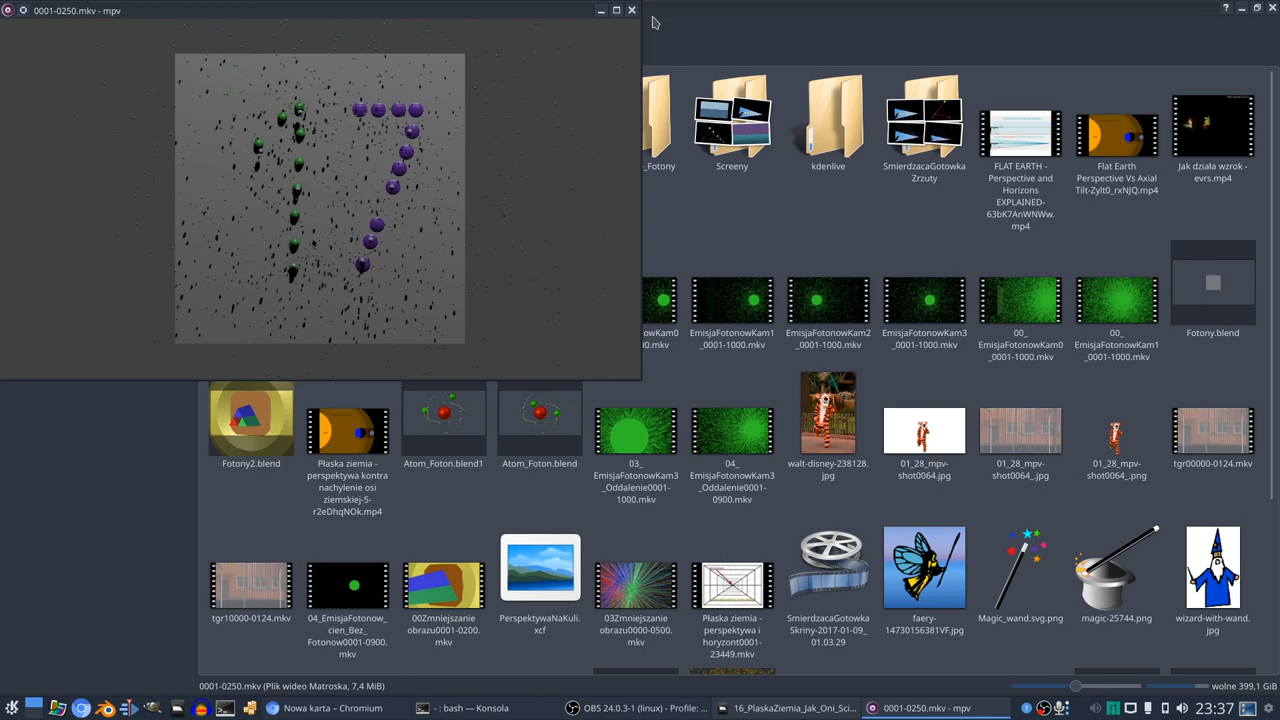 0001-0250.mkv - mpv
_Fotony
Screeny
kdenlive
SmierdzacaGotowka
Zrzuty
FLAT EARTH -
Perspective and
Horizons
EXPLAINED-
63bK7AnWNWw.
mp4
Flat Earth
Perspective Vs Axial
Tilt-Zylt0_rxNJQ.mp4
Jak działa wzrok -
evrs.mp4
17
owKam0
0001-1000.mkv
EmisjaFotonowKam1
_0001-1000.mkv
EmisjaFotonowKam2
_0001-1000.mkv
EmisjaFotonowKam3
_0001-1000.mkv
00_
EmisjaFotonowKam0
_0001-1000.mkv
00_
EmisjaFotonowKam1
_0001-1000.mkv
Fotony.blend
Fotony2.blend
Płaska ziemia -
perspektywa kontra
nachylenie osi
ziemskiej-5-
r2eDhqNOk.mp4
Atom_Foton.blend1
Atom_Foton.blend
03_
EmisjaFotonowKam3
_Oddalenie0001-
1000.mkv
04_
EmisjaFotonowKam3
_Oddalenie0001-
0900.mkv
walt-disney-238128.
jpg
01_28_mpv-
shot0064.jpg
01_28_mpv-
shot0064_.jpg
01_28_mpv-
shot0064_.png
tgr00000-0124.mkv
tgr10000-0124.mkv
04_EmisjaFotonow_
cien_Bez_
Fotonow0001-0900.
mkv
00Zmniejszanie
obrazu0001-0200.
mkv
PerspektywaNaKuli.
xcf
03Zmniejszanie
obrazu0000-0500.
mkv
Płaska ziemia -
perspektywa i
horyzont0001-
23449.mkv
SmierdzacaGotowka
Skriny-2017-01-09_
01.03.29
faery-
14730156381VF.jpg
Magic_wand.svg.png
magic-25744.png
wizard-with-wand.
jpg
0001-0250.mkv (Plik wideo Matroska, 7,4 MiB)
wolne 399,1 GiB
Nowa karta – Chromium
- : bash — Konsola
OBS 24.0.3-1 (linux) - Profile: ...
16_PlaskaZiemia_Jak_Oni_Sci...
0001-0250.mkv - mpv
23:37